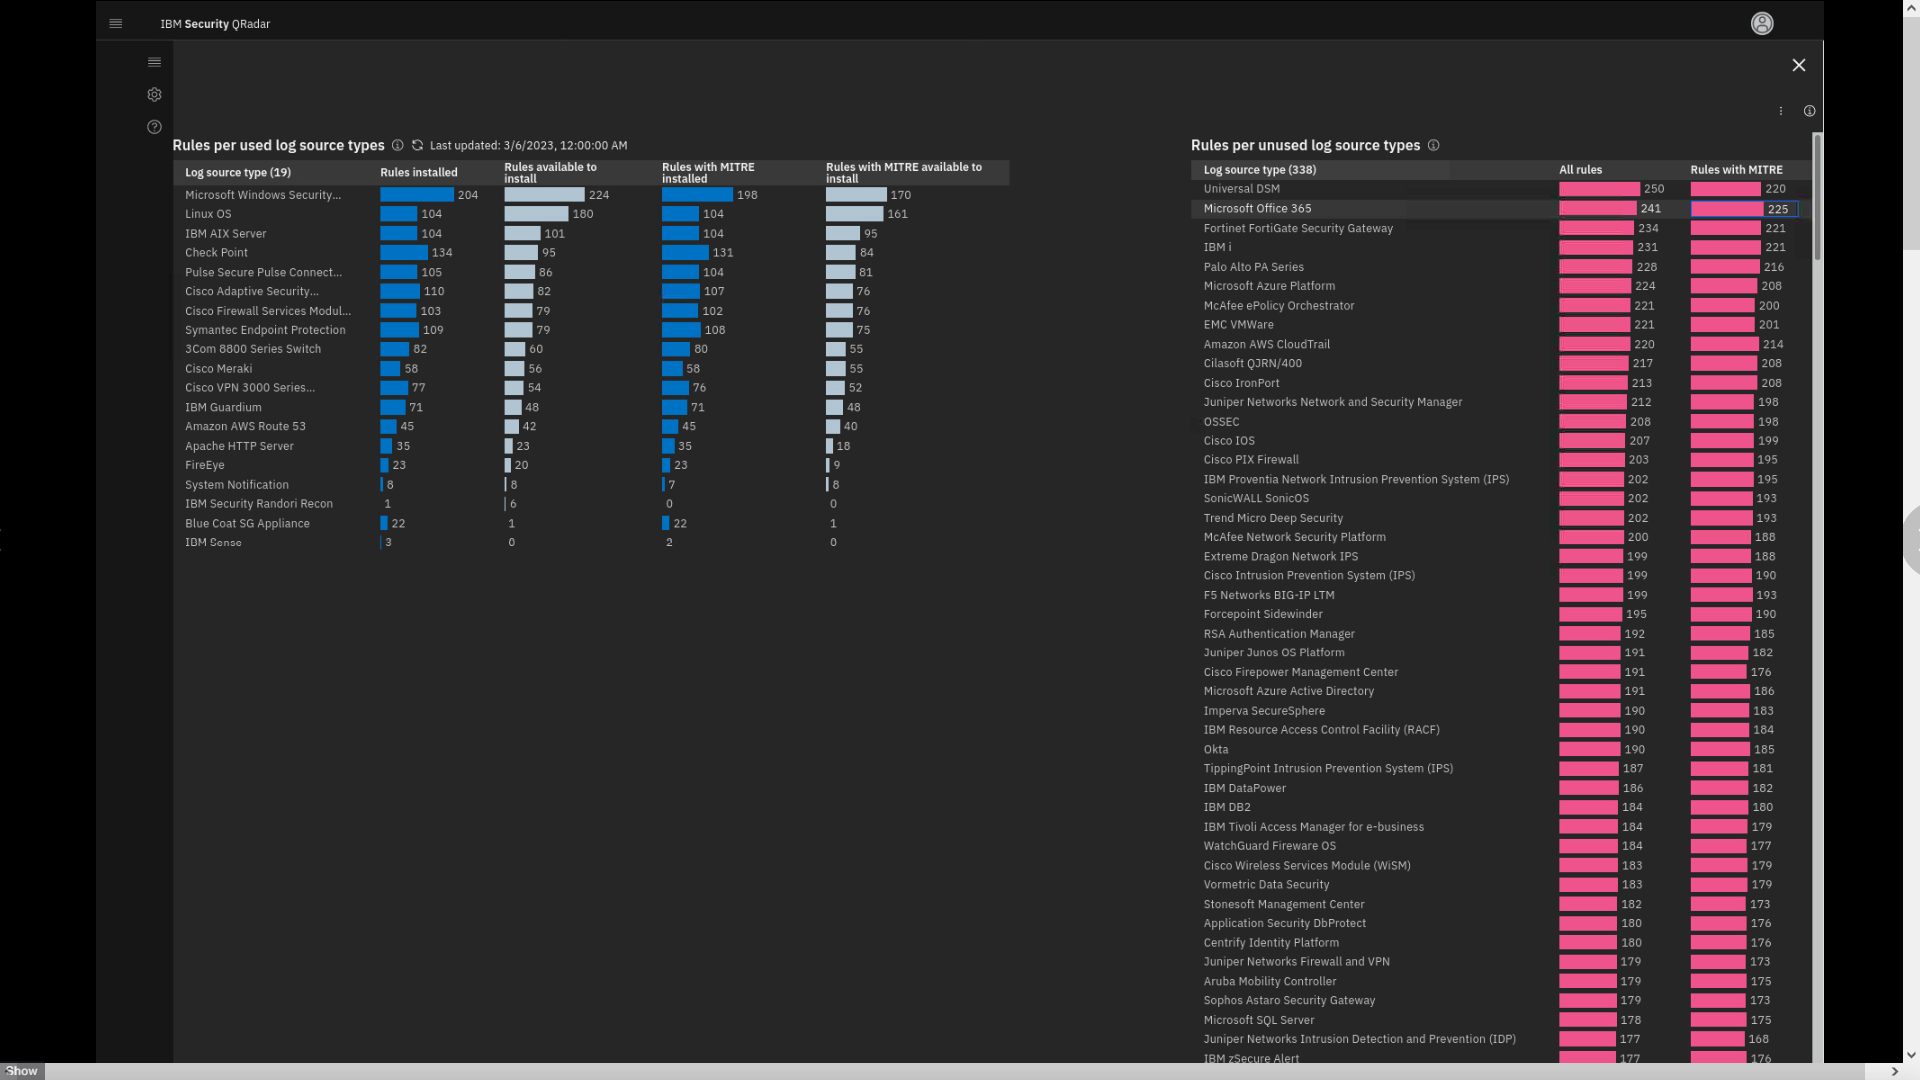 IBM Security QRadar
Rules per used log source types Last updated: 3/6/2023, 12:00:00 AM
Log source type (19) Rules installed Rules available to install Rules with MITRE installed Rules with MITRE available to install
Microsoft Windows Security... 204 224 198 170
Linux OS 104 180 104 161
IBM AIX Server 104 101 104 95
Check Point 134 95 131 84
Pulse Secure Pulse Connect... 105 86 104 81
Cisco Adaptive Security... 110 82 107 76
Cisco Firewall Services Modul... 103 79 102 76
Symantec Endpoint Protection 109 79 108 75
3Com 8800 Series Switch 82 60 80 55
Cisco Meraki 58 56 58 55
Cisco VPN 3000 Series... 77 54 76 52
IBM Guardium 71 48 71 48
Amazon AWS Route 53 45 42 45 40
Apache HTTP Server 35 23 35 18
FireEye 23 20 23 9
System Notification 8 8 7 8
IBM Security Randori Recon 1 6 0 0
Blue Coat SG Appliance 22 1 22 1
IBM Sense 3 0 2 0
Rules per unused log source types
Log source type (338) All rules Rules with MITRE
Universal DSM 250 220
Microsoft Office 365 241 225
Fortinet FortiGate Security Gateway 234 221
IBM i 231 221
Palo Alto PA Series 228 216
Microsoft Azure Platform 224 208
McAfee ePolicy Orchestrator 221 200
EMC VMWare 221 201
Amazon AWS CloudTrail 220 214
Cilasoft QJRN/400 217 208
Cisco IronPort 213 208
Juniper Networks Network and Security Manager 212 198
OSSEC 208 198
Cisco IOS 207 199
Cisco PIX Firewall 203 195
IBM Proventia Network Intrusion Prevention System (IPS) 202 195
SonicWALL SonicOS 202 193
Trend Micro Deep Security 202 193
McAfee Network Security Platform 200 188
Extreme Dragon Network IPS 199 188
Cisco Intrusion Prevention System (IPS) 199 190
F5 Networks BIG-IP LTM 199 193
Forcepoint Sidewinder 195 190
RSA Authentication Manager 192 185
Juniper Junos OS Platform 191 182
Cisco Firepower Management Center 191 176
Microsoft Azure Active Directory 191 186
Imperva SecureSphere 190 183
IBM Resource Access Control Facility (RACF) 190 184
Okta 190 185
TippingPoint Intrusion Prevention System (IPS) 187 181
IBM DataPower 186 182
IBM DB2 184 180
IBM Tivoli Access Manager for e-business 184 179
WatchGuard Fireware OS 184 177
Cisco Wireless Services Module (WiSM) 183 179
Vormetric Data Security 183 179
Stonesoft Management Center 182 173
Application Security DbProtect 180 176
Centrify Identity Platform 180 176
Juniper Networks Firewall and VPN 179 173
Aruba Mobility Controller 179 175
Sophos Astaro Security Gateway 179 173
Microsoft SQL Server 178 175
Juniper Networks Intrusion Detection and Prevention (IDP) 177 168
IBM zSecure Alert 177 176
Show